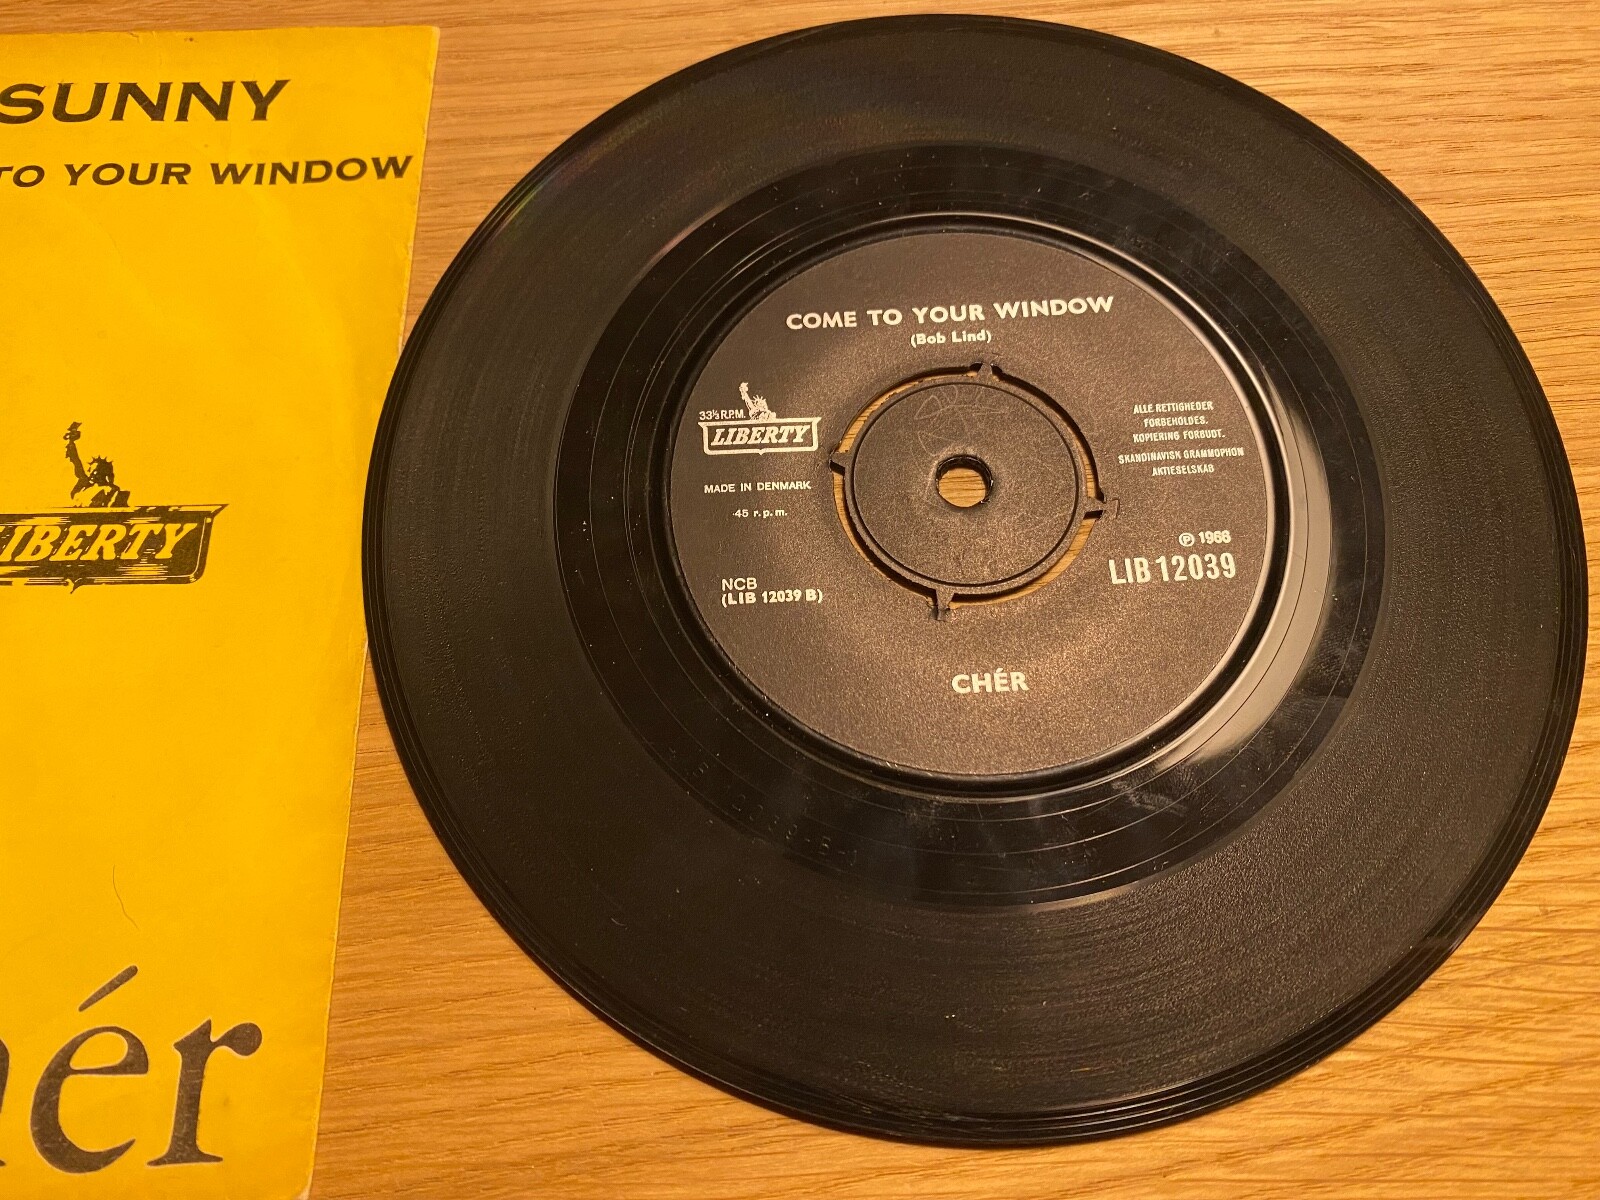 SUNNY
TO YOUR WINDOW
LIBERTY
ér
COME TO YOUR WINDOW
(Bob Lind)
33⅓ R.P.M.
LIBERTY
MADE IN DENMARK
45 r.p.m.
NCB
(LIB 12039 B)
ALLE RETTIGHEDER
FORBEHOLDES.
KOPIERING FORBUDT.
SKANDINAVISK GRAMMOPHON
AKTIESELSKAB
℗ 1966
LIB 12039
CHÉR